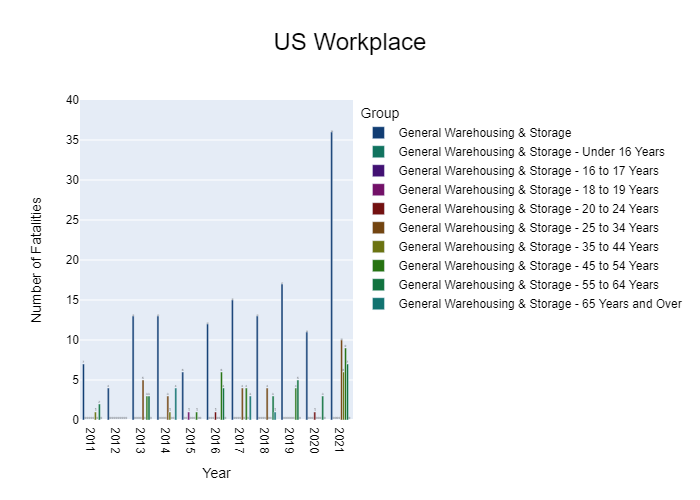 US Workplace
Number of Fatalities
40
35
30
25
20
15
10
5
0
2011
2012
2013
2014
2015
2016
2017
2018
2019
2020
2021
Year
Group
General Warehousing & Storage
General Warehousing & Storage - Under 16 Years
General Warehousing & Storage - 16 to 17 Years
General Warehousing & Storage - 18 to 19 Years
General Warehousing & Storage - 20 to 24 Years
General Warehousing & Storage - 25 to 34 Years
General Warehousing & Storage - 35 to 44 Years
General Warehousing & Storage - 45 to 54 Years
General Warehousing & Storage - 55 to 64 Years
General Warehousing & Storage - 65 Years and Over